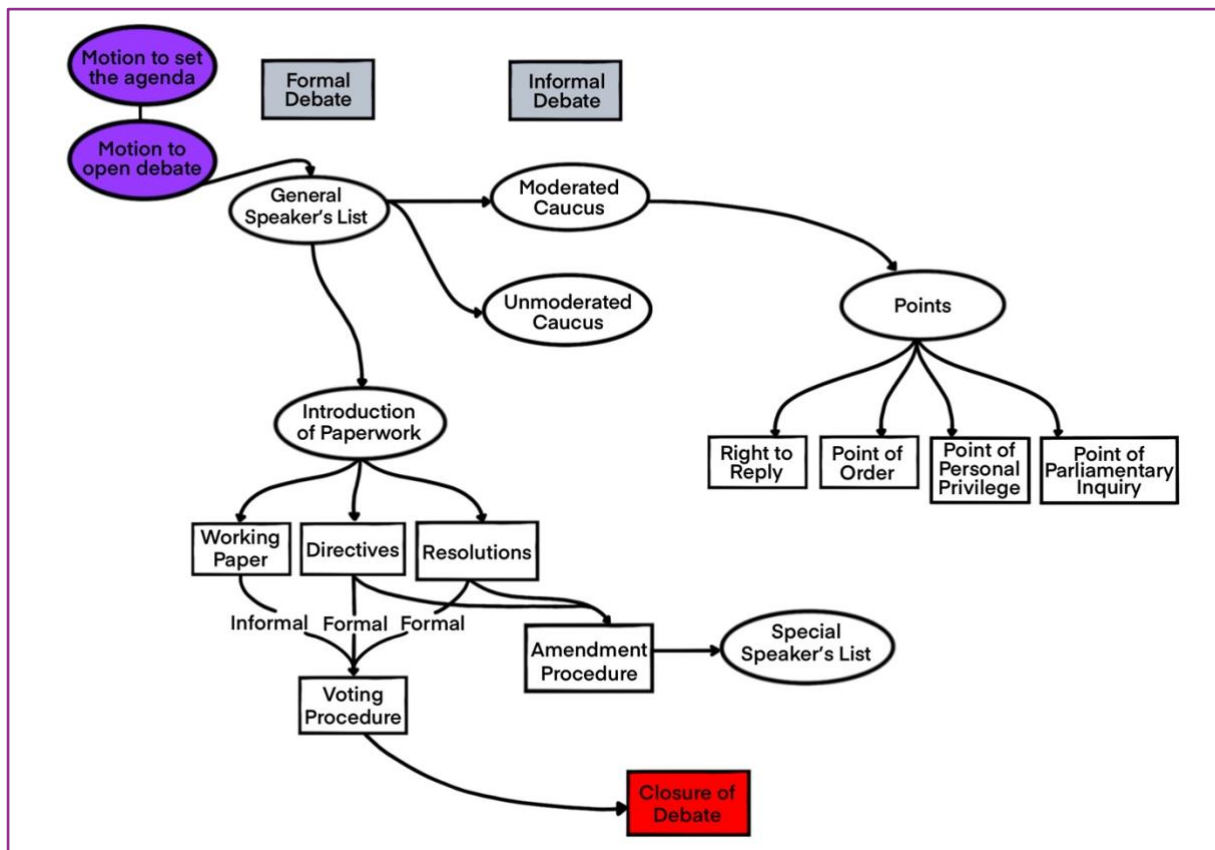 Motion to set
the agenda
Formal
Debate
Informal
Debate
Motion to
open debate
General
Speaker's List
Moderated
Caucus
Unmoderated
Caucus
Points
Introduction
of Paperwork
Right to
Reply
Point of
Order
Point of
Personal
Privilege
Point of
Parliamentary
Inquiry
Working
Paper
Directives
Resolutions
Informal
Formal
Formal
Amendment
Procedure
Special
Speaker's List
Voting
Procedure
Closure of
Debate